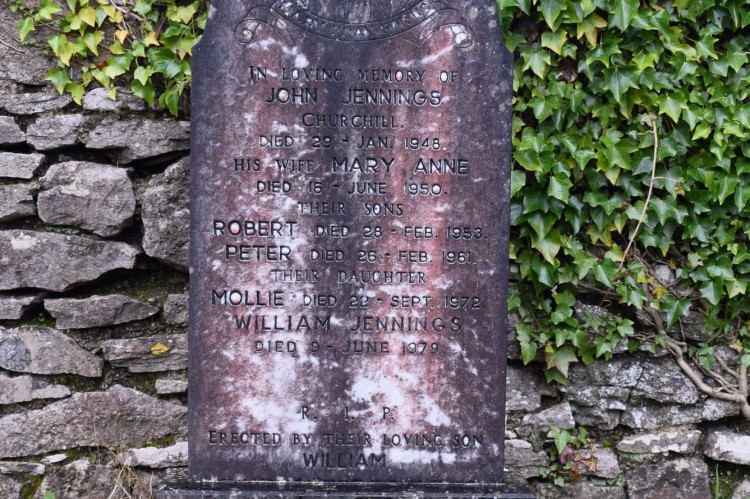 IN LOVING MEMORY OF
JOHN JENNINGS
CHURCHILL.
DIED 29 - JAN. 1948.
HIS WIFE MARY ANNE
DIED 16 - JUNE 1950.
THEIR SONS
ROBERT DIED 28 - FEB. 1953.
PETER DIED 26 - FEB. 1961.
THEIR DAUGHTER
MOLLIE DIED 22 - SEPT. 1972
WILLIAM JENNINGS
DIED 9 - JUNE 1979
R. I. P.
ERECTED BY THEIR LOVING SON
WILLIAM